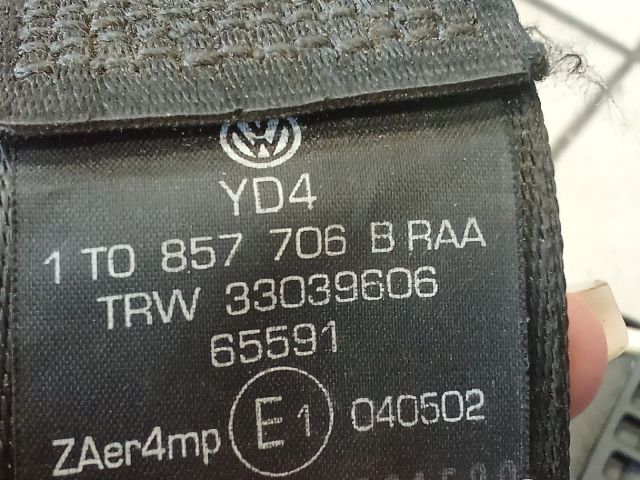 YD4
1 T0 857 706 B RAA
TRW 33039606
65591
ZAer4mp E1 040502